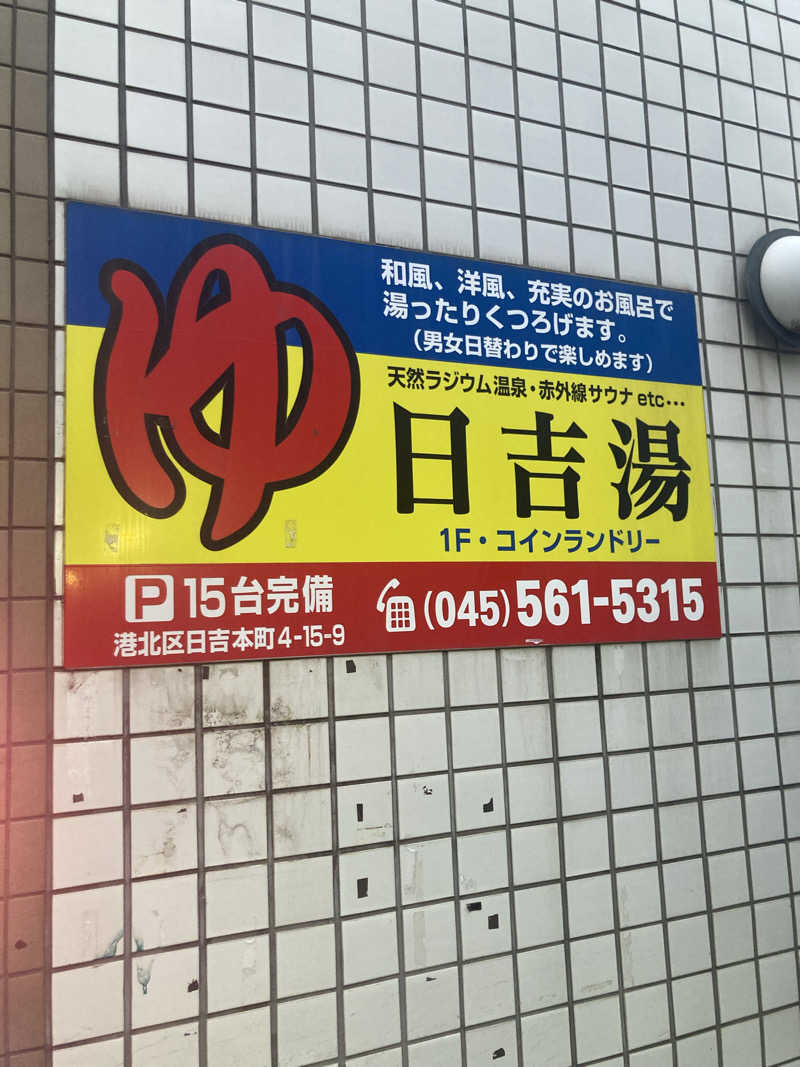 ゆ
和風、洋風、充実のお風呂で
湯ったりくつろげます。
（男女日替わりで楽しめます）
天然ラジウム温泉・赤外線サウナ etc…
日吉湯
1F・コインランドリー
P 15台完備
港北区日吉本町4-15-9
(045)561-5315